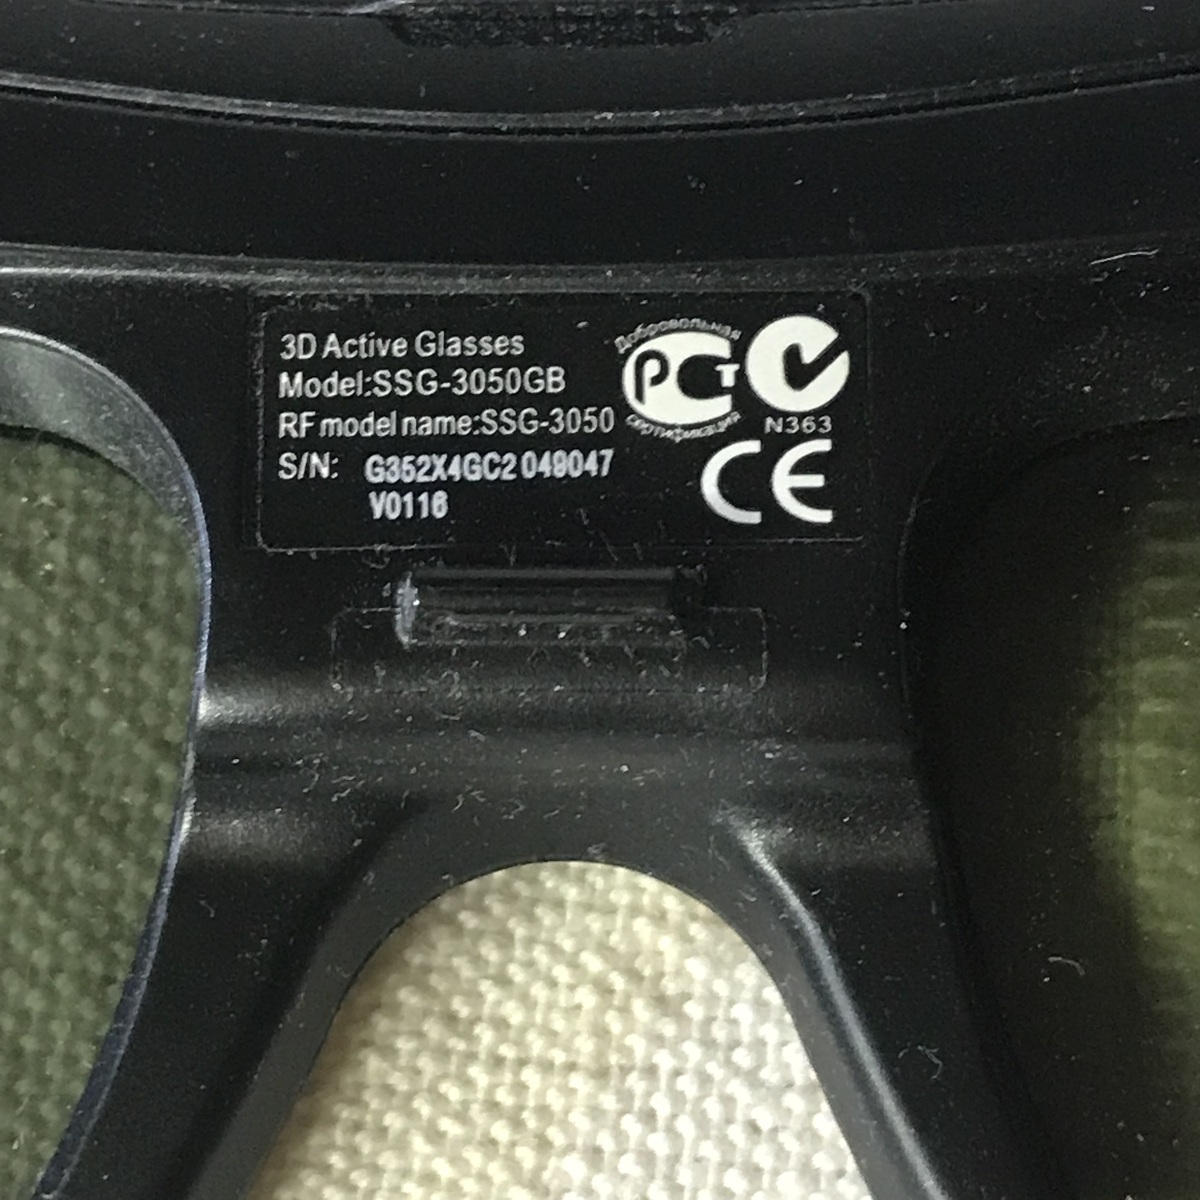 3D Active Glasses
Model:SSG-3050GB
RF model name:SSG-3050
S/N: G352X4GC2 049047
V0116
Добровольная
РСТ
сертификация
N363
CE